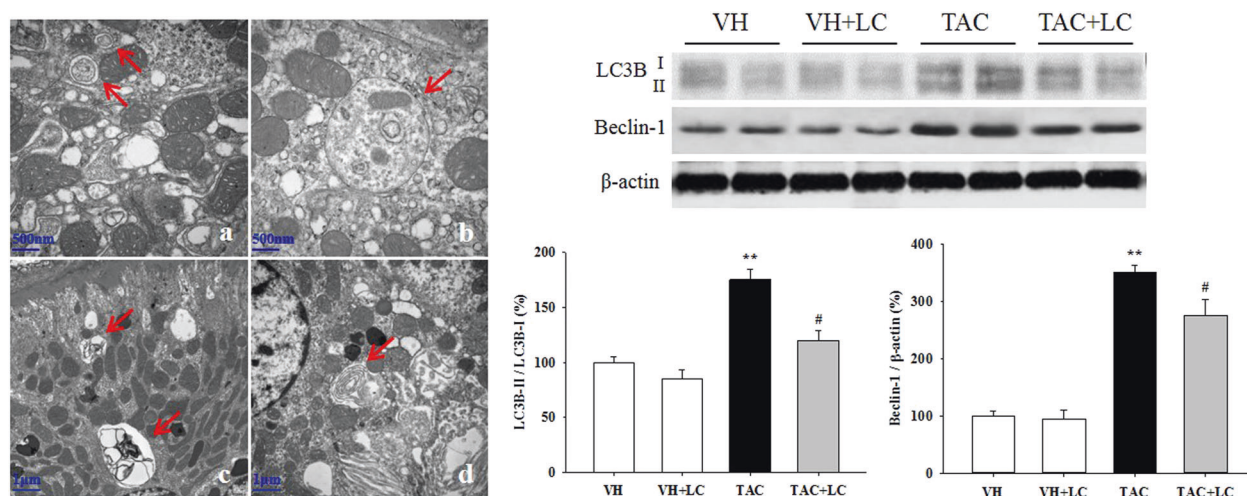 a
500nm
b
500nm
c
1µm
d
1µm
VH VH+LC TAC TAC+LC
LC3B I
II
Beclin-1
β-actin
LC3B-II / LC3B-I (%)
200
150
100
50
0
**
#
VH VH+LC TAC TAC+LC
Beclin-1 / β-actin (%)
400
300
200
100
0
**
#
VH VH+LC TAC TAC+LC